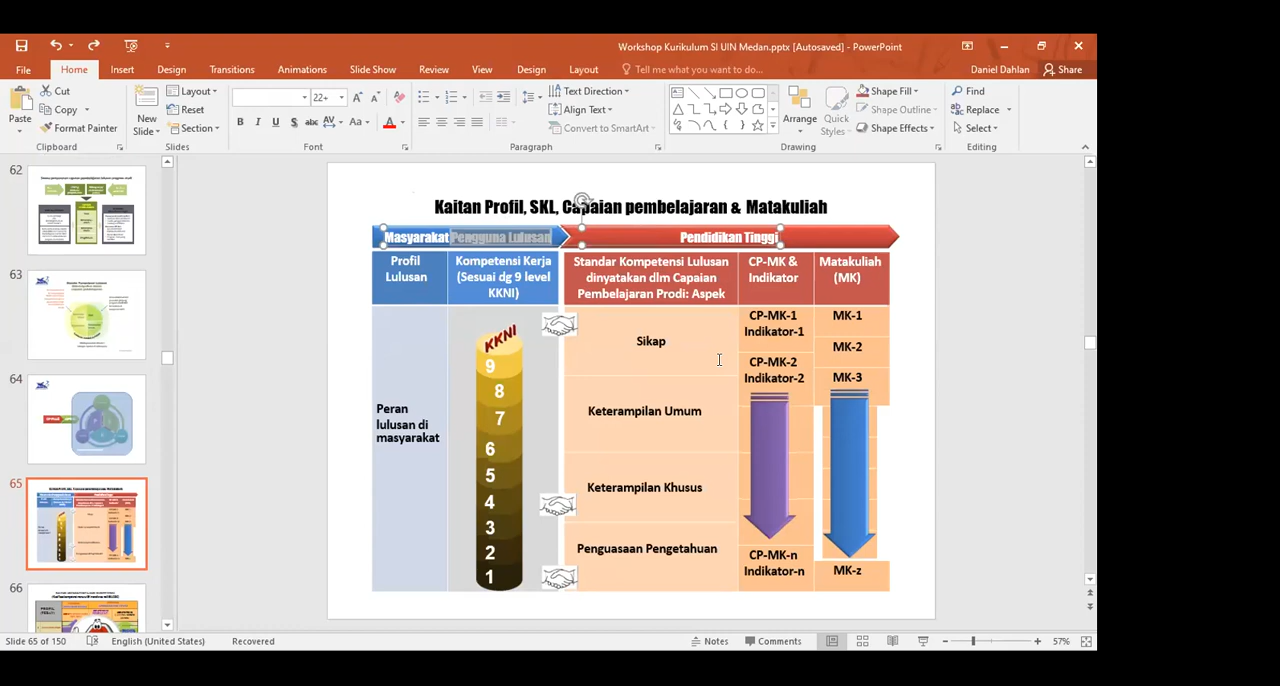 Workshop Kurikulum SI UIN Medan.pptx [Autosaved] - PowerPoint
File Home Insert Design Transitions Animations Slide Show Review View Design Layout Tell me what you want to do... Daniel Dahlan Share
Paste
Cut
Copy
Format Painter
Clipboard
New Slide
Layout
Reset
Section
Slides
22+
B I U S abc AV Aa A
Font
Text Direction
Align Text
Convert to SmartArt
Paragraph
Arrange
Quick Styles
Shape Fill
Shape Outline
Shape Effects
Drawing
Find
Replace
Select
Editing
62
63
64
65
66
Kaitan Profil, SKL, Capaian pembelajaran & Matakuliah
Masyarakat Pengguna Lulusan
Pendidikan Tinggi
Profil
Lulusan
Kompetensi Kerja
(Sesuai dg 9 level
KKNI)
Standar Kompetensi Lulusan
dinyatakan dlm Capaian
Pembelajaran Prodi: Aspek
CP-MK &
Indikator
Matakuliah
(MK)
Peran
lulusan di
masyarakat
KKNI
9
8
7
6
5
4
3
2
1
Sikap
Keterampilan Umum
Keterampilan Khusus
Penguasaan Pengetahuan
CP-MK-1
Indikator-1
CP-MK-2
Indikator-2
CP-MK-n
Indikator-n
MK-1
MK-2
MK-3
MK-z
Slide 65 of 150 English (United States) Recovered Notes Comments 57%